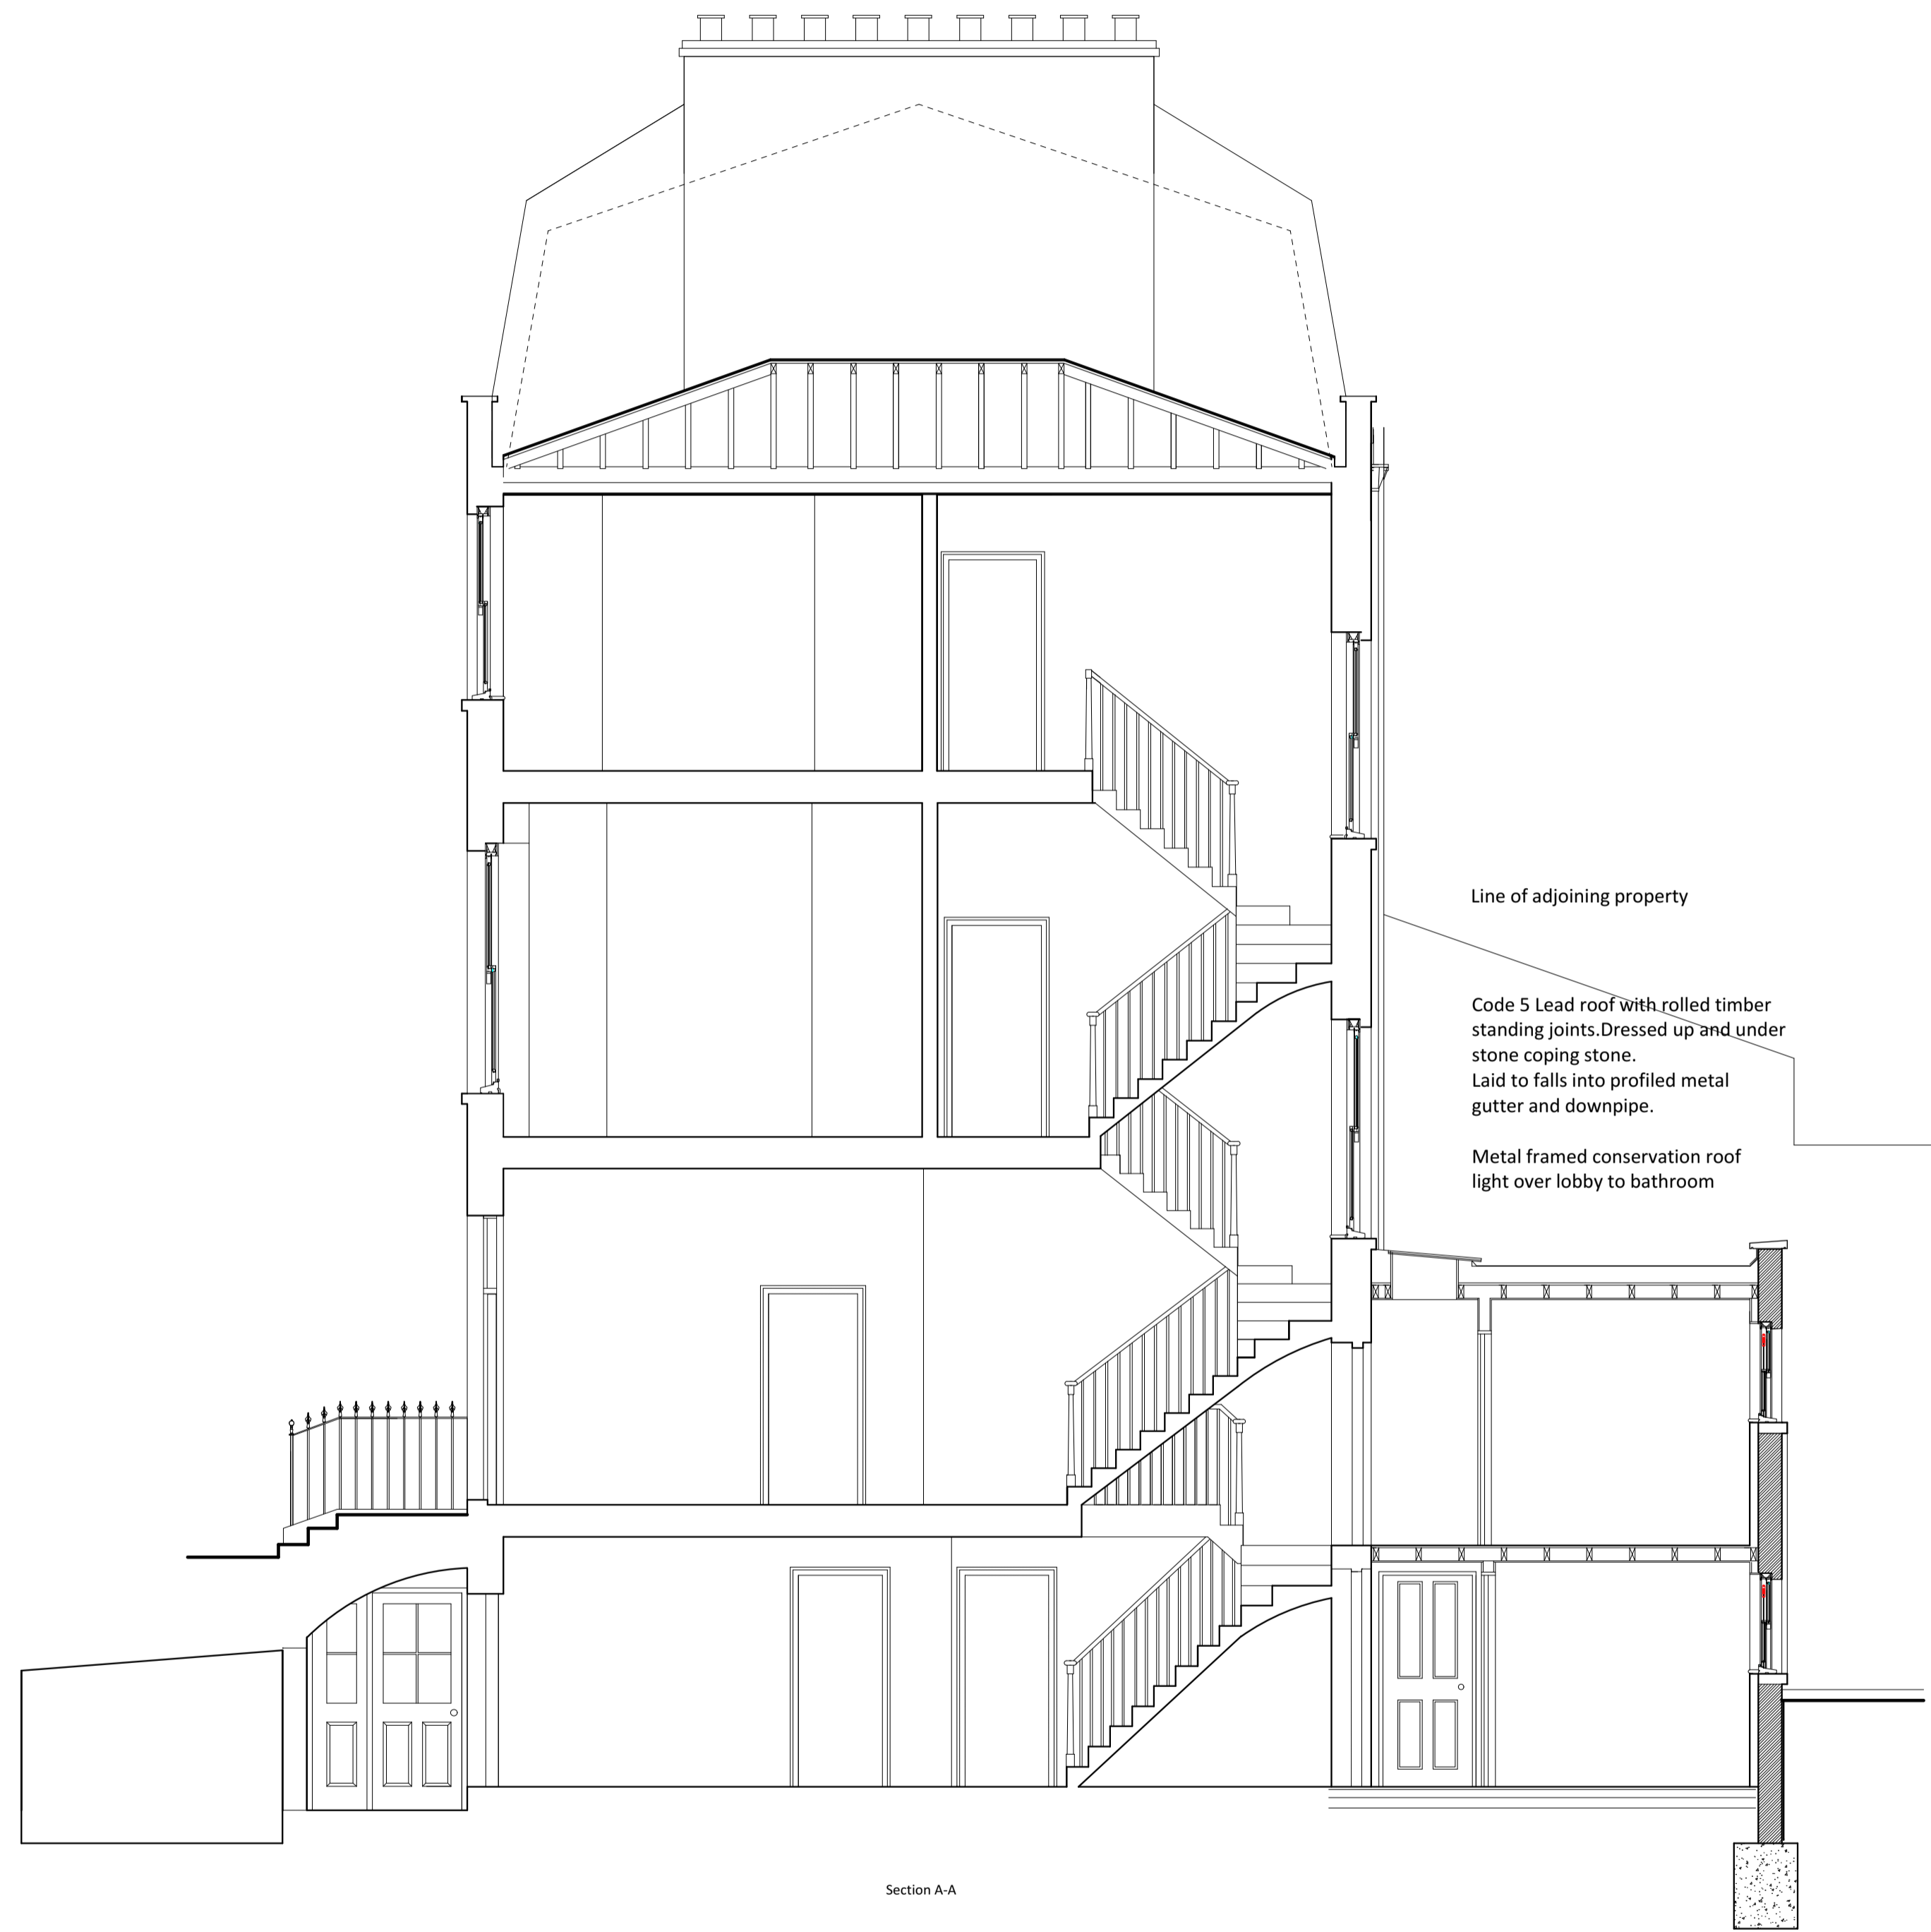 Line of adjoining property
Code 5 Lead roof with rolled timber
standing joints.Dressed up and under
stone coping stone.
Laid to falls into profiled metal
gutter and downpipe.
Metal framed conservation roof
light over lobby to bathroom
Section A-A